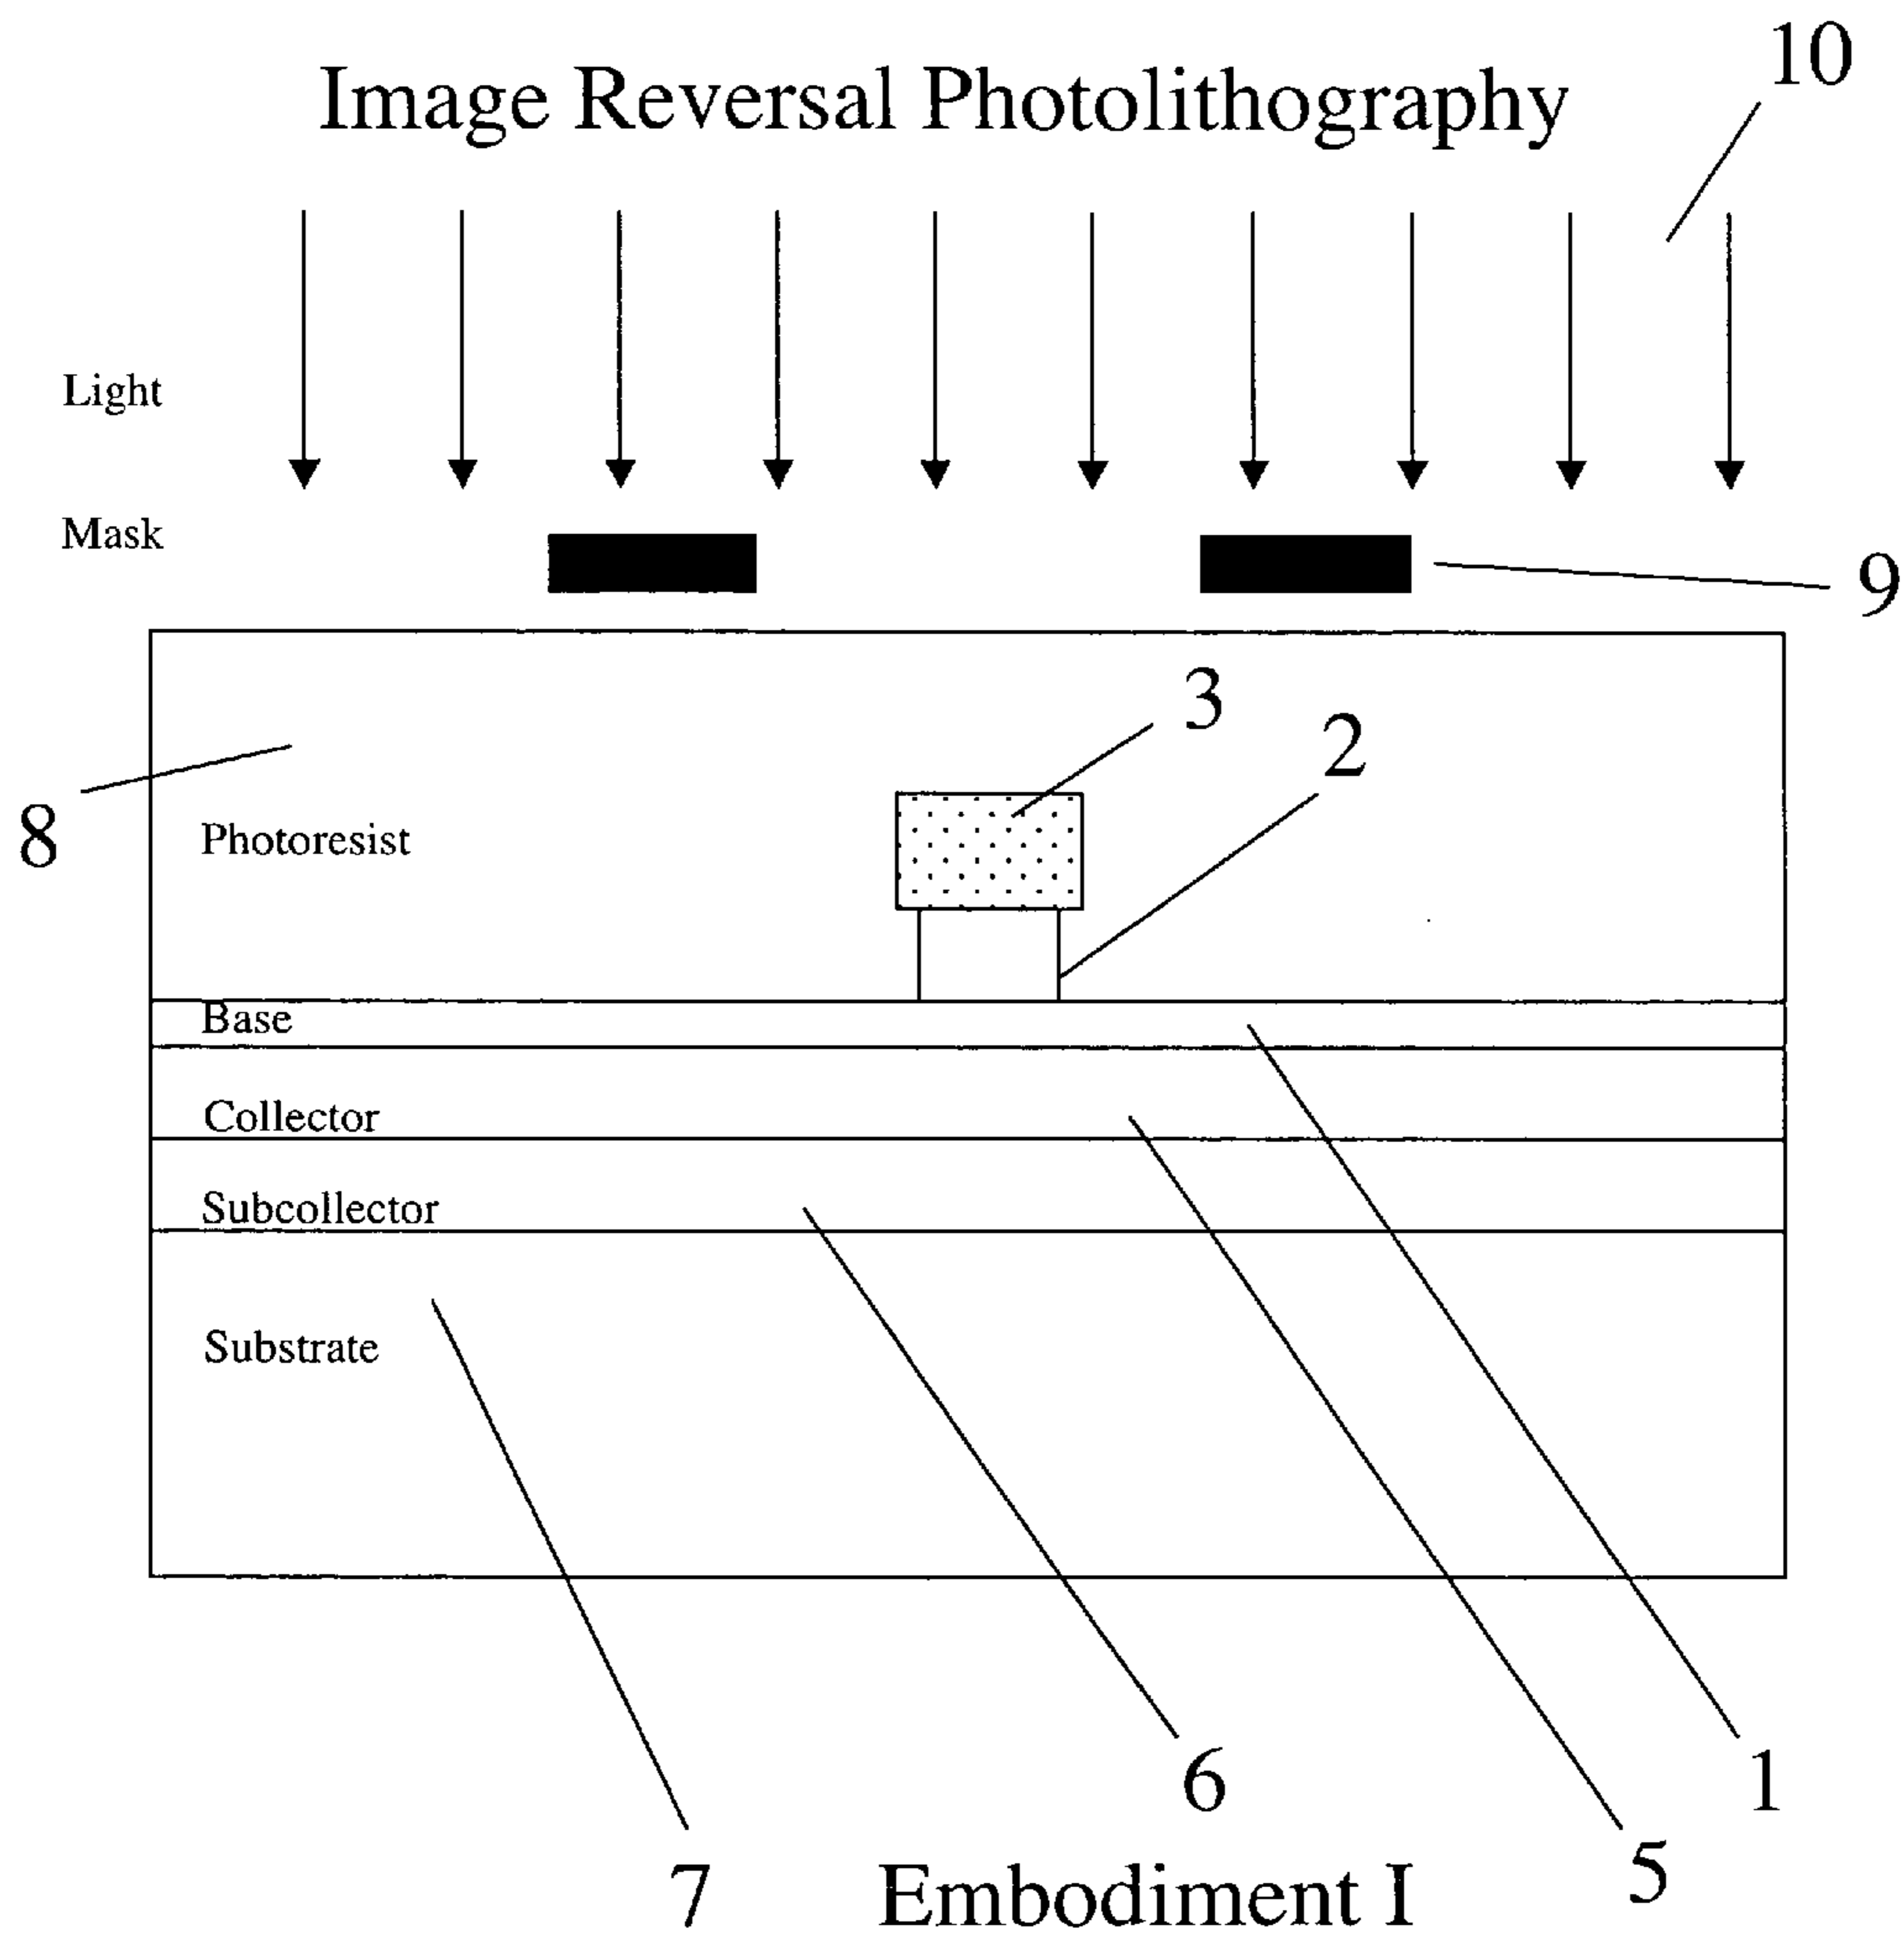 10
Image Reversal Photolithography
Light
Mask
9
3
2
8
Photoresist
Base
Collector
Subcollector
Substrate
6
1
7
Embodiment I
5